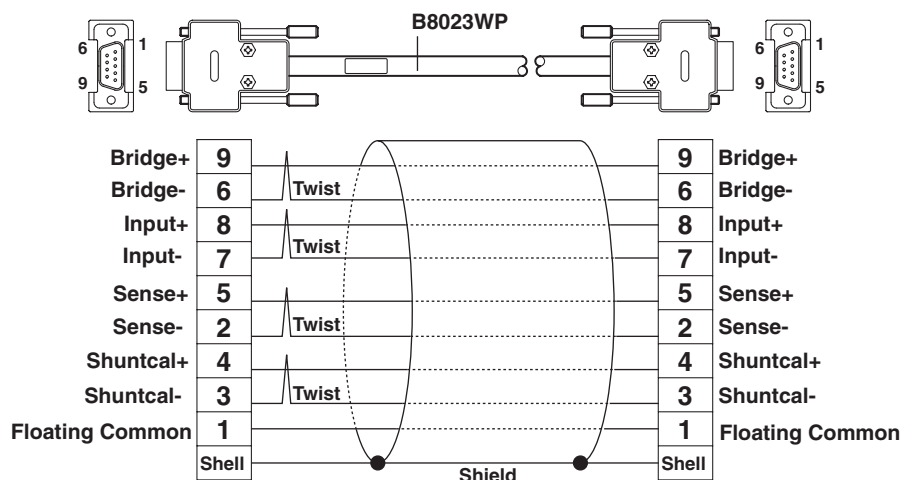 B8023WP
6 1
9 5
6 1
9 5
Bridge+ 9 9 Bridge+
Bridge- 6 Twist 6 Bridge-
Input+ 8 8 Input+
Input- 7 Twist 7 Input-
Sense+ 5 5 Sense+
Sense- 2 Twist 2 Sense-
Shuntcal+ 4 4 Shuntcal+
Shuntcal- 3 Twist 3 Shuntcal-
Floating Common 1 1 Floating Common
Shell Shield Shell